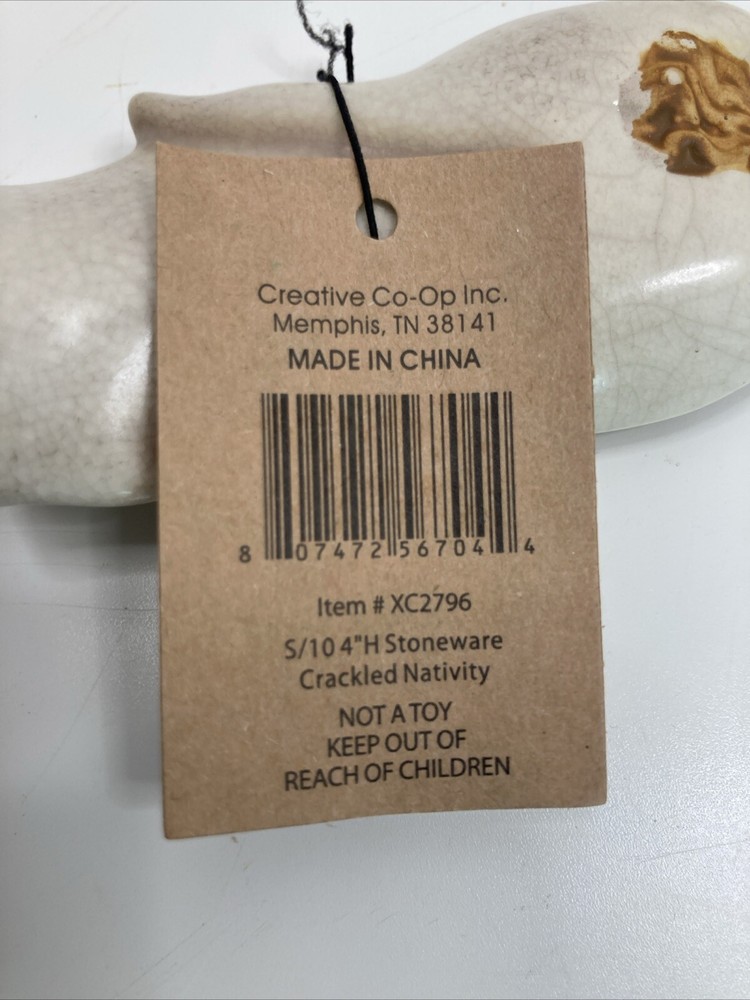 Creative Co-Op Inc.
Memphis, TN 38141
MADE IN CHINA
8 07472 56704 4
Item # XC2796
S/10 4"H Stoneware
Crackled Nativity
NOT A TOY
KEEP OUT OF
REACH OF CHILDREN